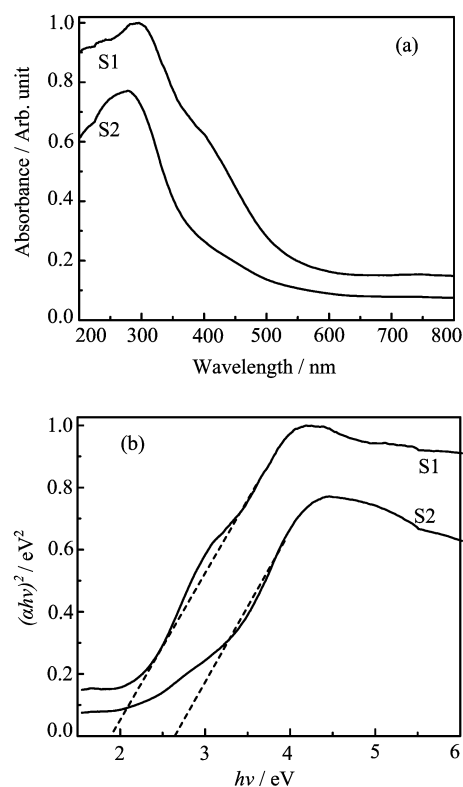 (a)
1.0
0.8
0.6
0.4
0.2
0.0
Absorbance / Arb. unit
S1
S2
200 300 400 500 600 700 800
Wavelength / nm
(b)
1.0
0.8
0.6
0.4
0.2
0.0
(αhν)² / eV²
S1
S2
2 3 4 5 6
hν / eV